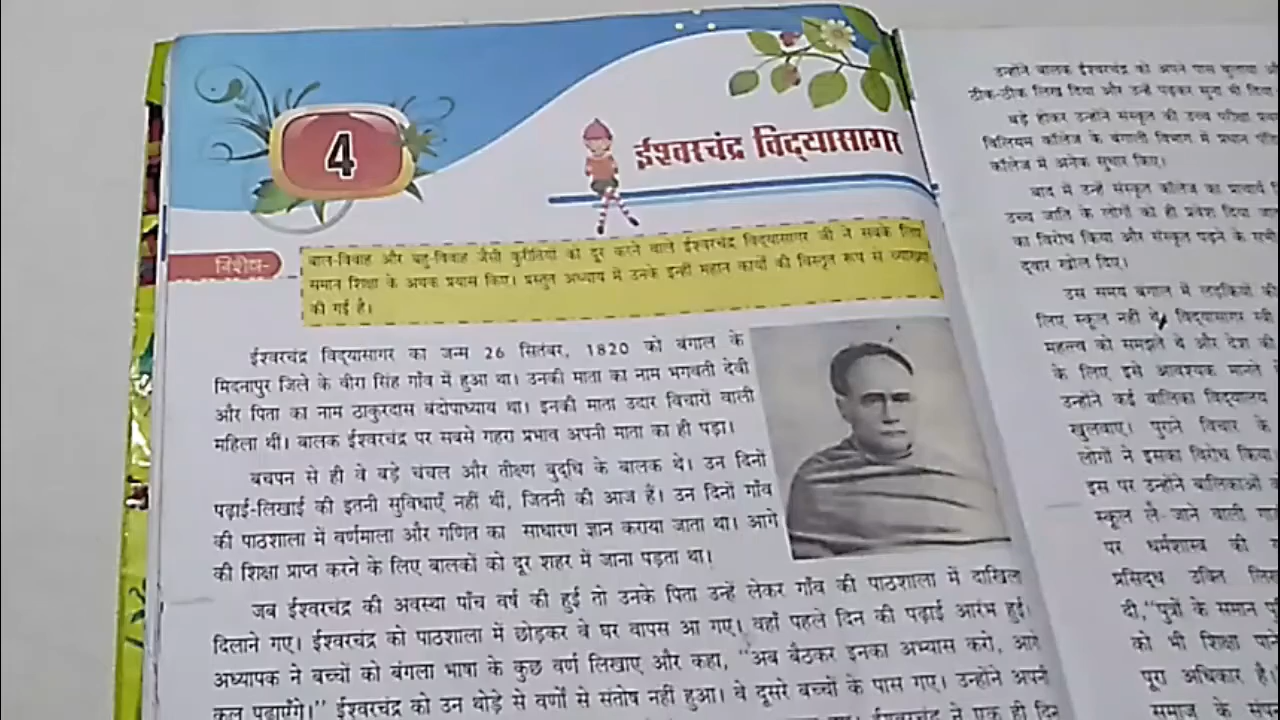 4
ईश्वरचंद्र विद्यासागर
विशेष-
बाल-विवाह और बहु-विवाह जैसी कुरीतियों को दूर करने वाले ईश्वरचंद्र विद्यासागर जी ने सबके लिए
समान शिक्षा के अथक प्रयास किए। प्रस्तुत अध्याय में उनके इन्हीं महान कार्यों की विस्तृत रूप से व्याख्या
की गई है।
ईश्वरचंद्र विद्यासागर का जन्म 26 सितंबर, 1820 को बंगाल के
मिदनापुर जिले के वीरा सिंह गाँव में हुआ था। उनकी माता का नाम भगवती देवी
और पिता का नाम ठाकुरदास बंदोपाध्याय था। इनकी माता उदार विचारों वाली
महिला थीं। बालक ईश्वरचंद्र पर सबसे गहरा प्रभाव अपनी माता का ही पड़ा।
बचपन से ही वे बड़े चंचल और तीक्ष्ण बुद्धि के बालक थे। उन दिनों
पढ़ाई-लिखाई की इतनी सुविधाएँ नहीं थीं, जितनी की आज हैं। उन दिनों गाँव
की पाठशाला में वर्णमाला और गणित का साधारण ज्ञान कराया जाता था। आगे
की शिक्षा प्राप्त करने के लिए बालकों को दूर शहर में जाना पड़ता था।
जब ईश्वरचंद्र की अवस्था पाँच वर्ष की हुई तो उनके पिता उन्हें लेकर गाँव की पाठशाला में दाखिला
दिलाने गए। ईश्वरचंद्र को पाठशाला में छोड़कर वे घर वापस आ गए। वहाँ पहले दिन की पढ़ाई आरंभ हुई।
अध्यापक ने बच्चों को बंगला भाषा के कुछ वर्ण लिखाए और कहा, "अब बैठकर इनका अभ्यास करो, आगे
कल पढ़ाएँगे।" ईश्वरचंद्र को उन थोड़े से वर्णों से संतोष नहीं हुआ। वे दूसरे बच्चों के पास गए। उन्होंने अपनी
ईश्वरचंद्र ने एक ही दिन
उन्होंने बालक ईश्वरचंद्र को अपने पास बुलाया
ठीक-ठीक लिख दिया और उन्हें पढ़कर सुना भी दिया
बड़े होकर उन्होंने संस्कृत की उच्च परीक्षा
विलियम कॉलेज के बंगाली विभाग में प्रधान
कॉलेज में अनेक सुधार किए।
बाद में उन्हें संस्कृत कॉलेज का प्राचार्य
उच्च जाति के लोगों को ही प्रवेश दिया
का विरोध किया और संस्कृत पढ़ने के
द्वार खोल दिए।
उस समय बंगाल में लड़कियों की
लिए स्कूल नहीं थे। विद्यासागर स्त्री
महत्त्व को समझते थे और देश की
के लिए इसे आवश्यक मानते
उन्होंने कई बालिका विद्यालय
खुलवाए। पुराने विचार के
लोगों ने इसका विरोध किया
इस पर उन्होंने बालिकाओं
स्कूल ले-जाने वाली
पर धर्मशास्त्र की
प्रसिद्ध उक्ति
दी, "पुत्रों के समान
को भी शिक्षा
पूरा अधिकार है।
समाज के